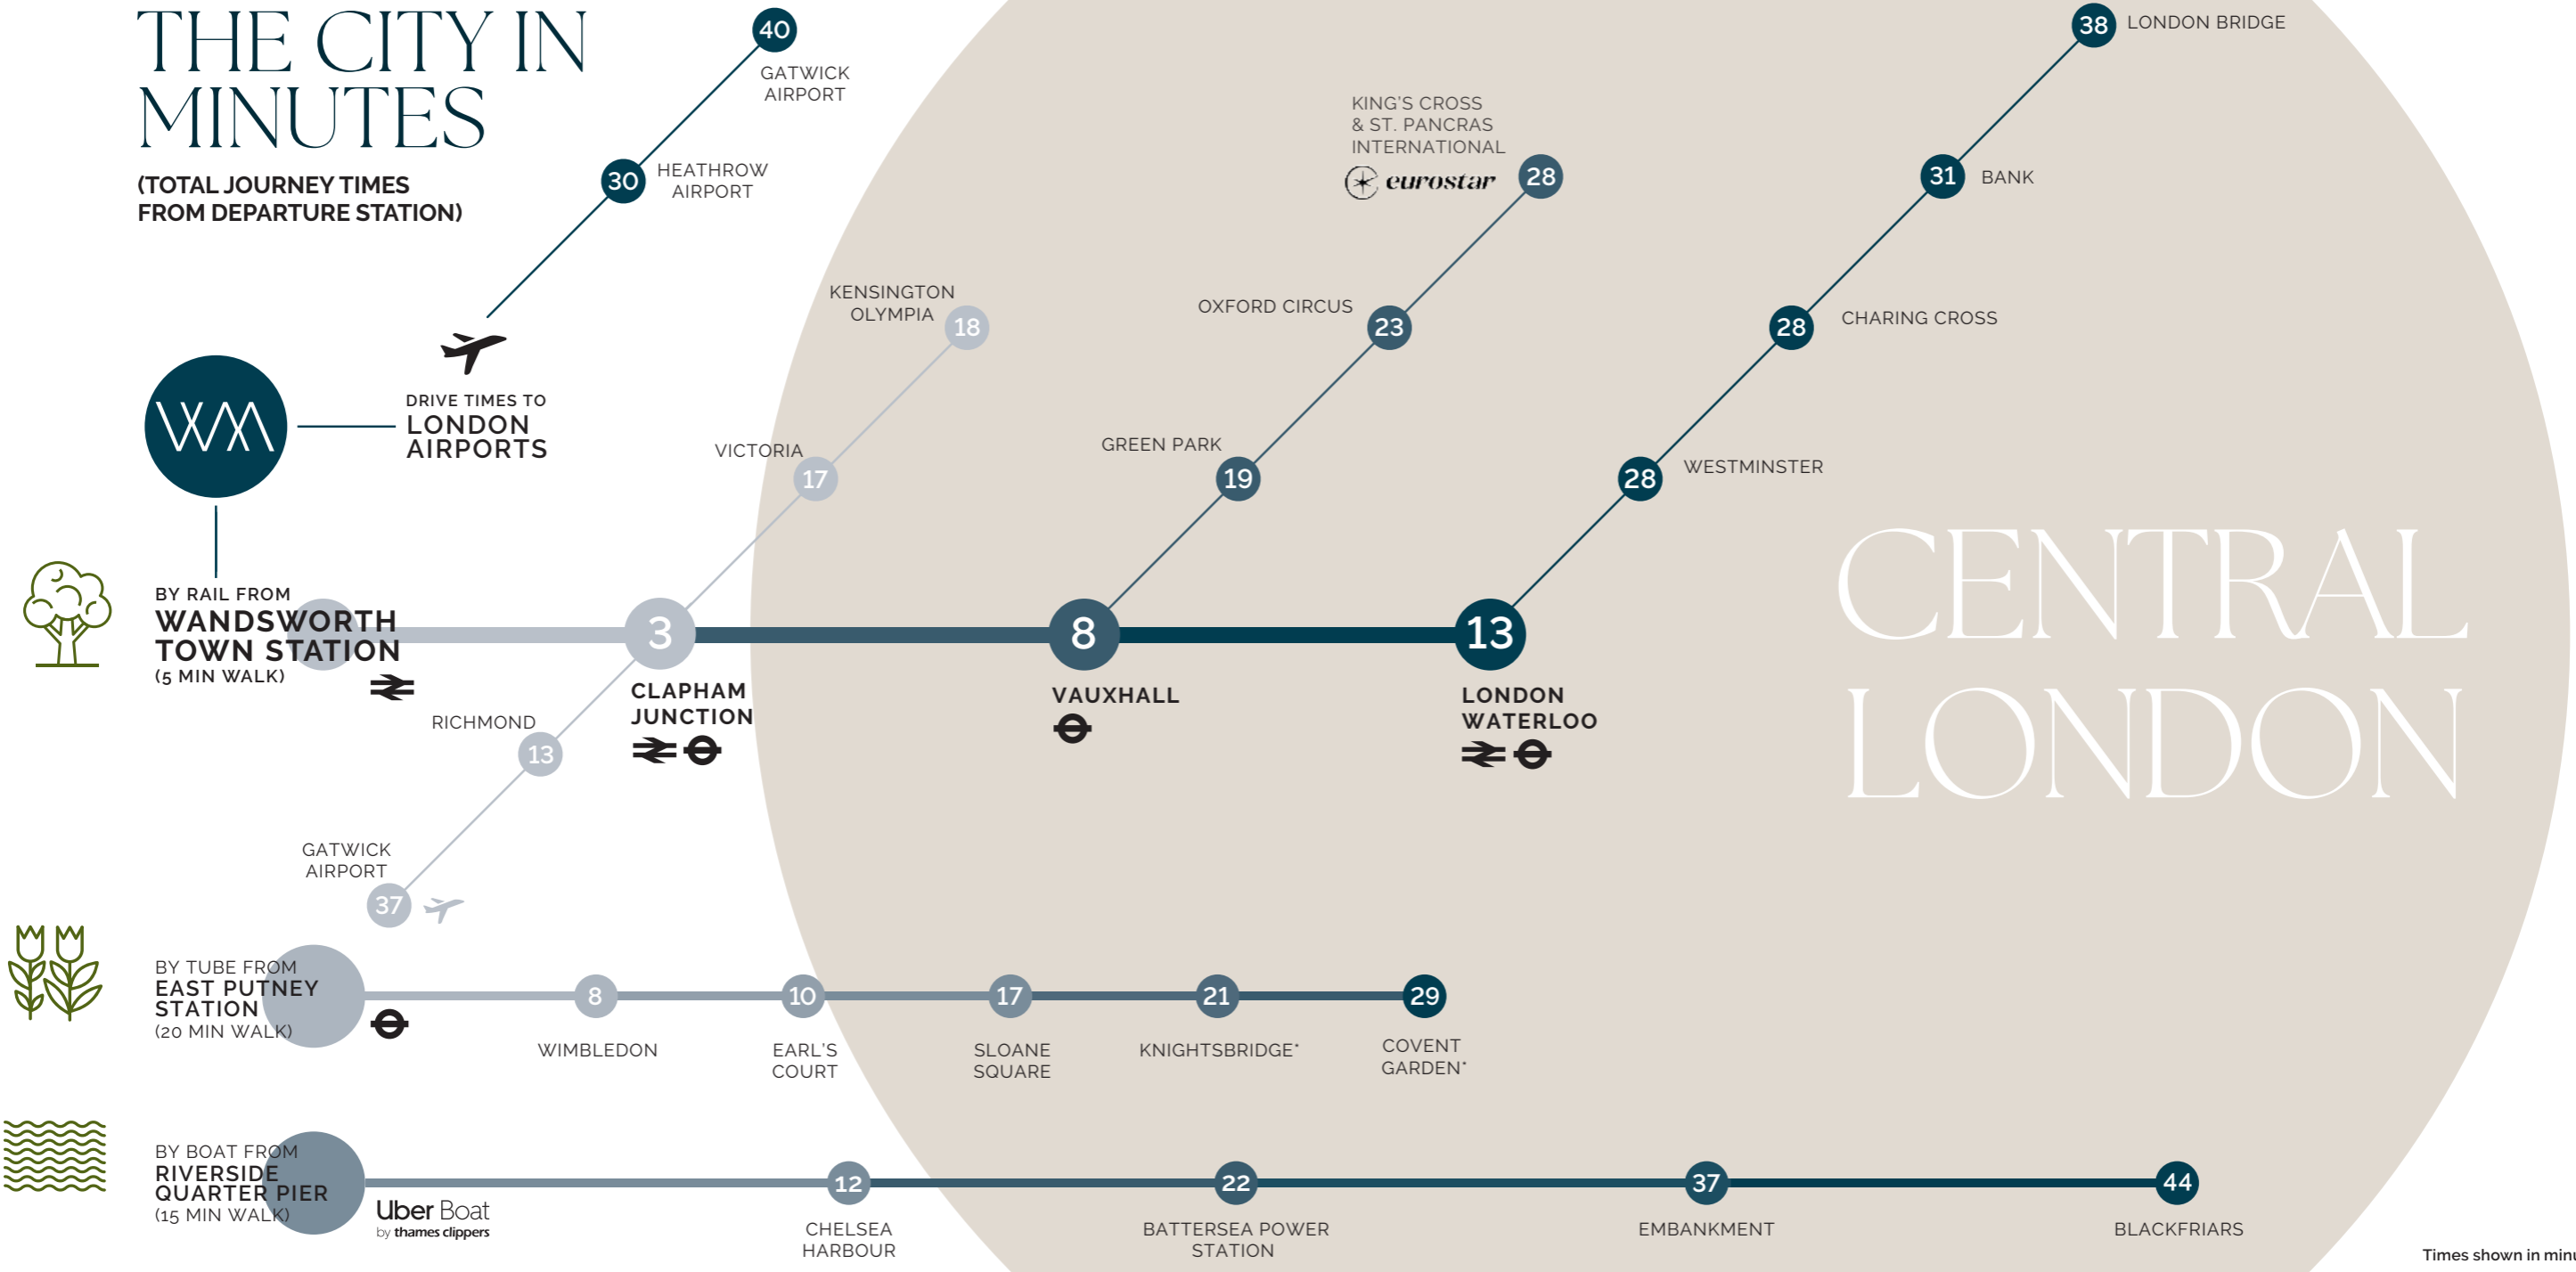 THE CITY IN
MINUTES
(TOTAL JOURNEY TIMES
FROM DEPARTURE STATION)
40
GATWICK
AIRPORT
30
HEATHROW
AIRPORT
WM
DRIVE TIMES TO
LONDON
AIRPORTS
BY RAIL FROM
WANDSWORTH
TOWN STATION
(5 MIN WALK)
3
CLAPHAM
JUNCTION
VICTORIA
17
KENSINGTON
OLYMPIA
18
RICHMOND
13
GATWICK
AIRPORT
37
8
VAUXHALL
GREEN PARK
19
OXFORD CIRCUS
23
KING'S CROSS
& ST. PANCRAS
INTERNATIONAL
eurostar
28
13
LONDON
WATERLOO
28
WESTMINSTER
28
CHARING CROSS
31
BANK
38
LONDON BRIDGE
CENTRAL
LONDON
BY TUBE FROM
EAST PUTNEY
STATION
(20 MIN WALK)
8
WIMBLEDON
10
EARL'S
COURT
17
SLOANE
SQUARE
21
KNIGHTSBRIDGE*
29
COVENT
GARDEN*
BY BOAT FROM
RIVERSIDE
QUARTER PIER
(15 MIN WALK)
Uber Boat
by thames clippers
12
CHELSEA
HARBOUR
22
BATTERSEA POWER
STATION
37
EMBANKMENT
44
BLACKFRIARS
Times shown in minu